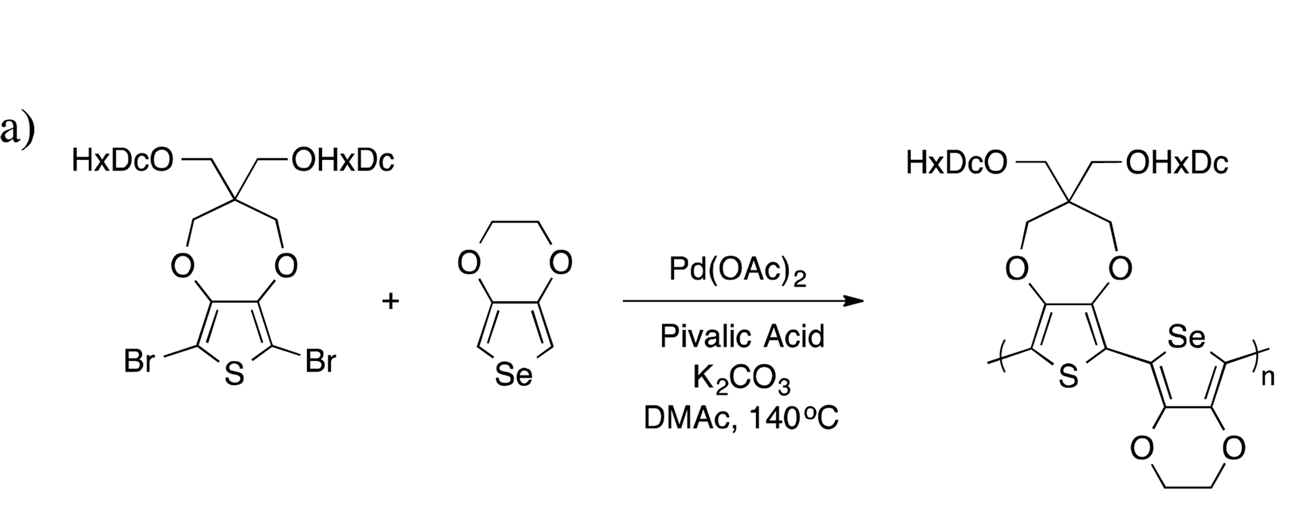 a)
HxDcO OHxDc
O O
Br S Br
+
O O
Se
Pd(OAc)2
Pivalic Acid
K2CO3
DMAc, 140ºC
HxDcO OHxDc
O O
S Se
( )n
O O